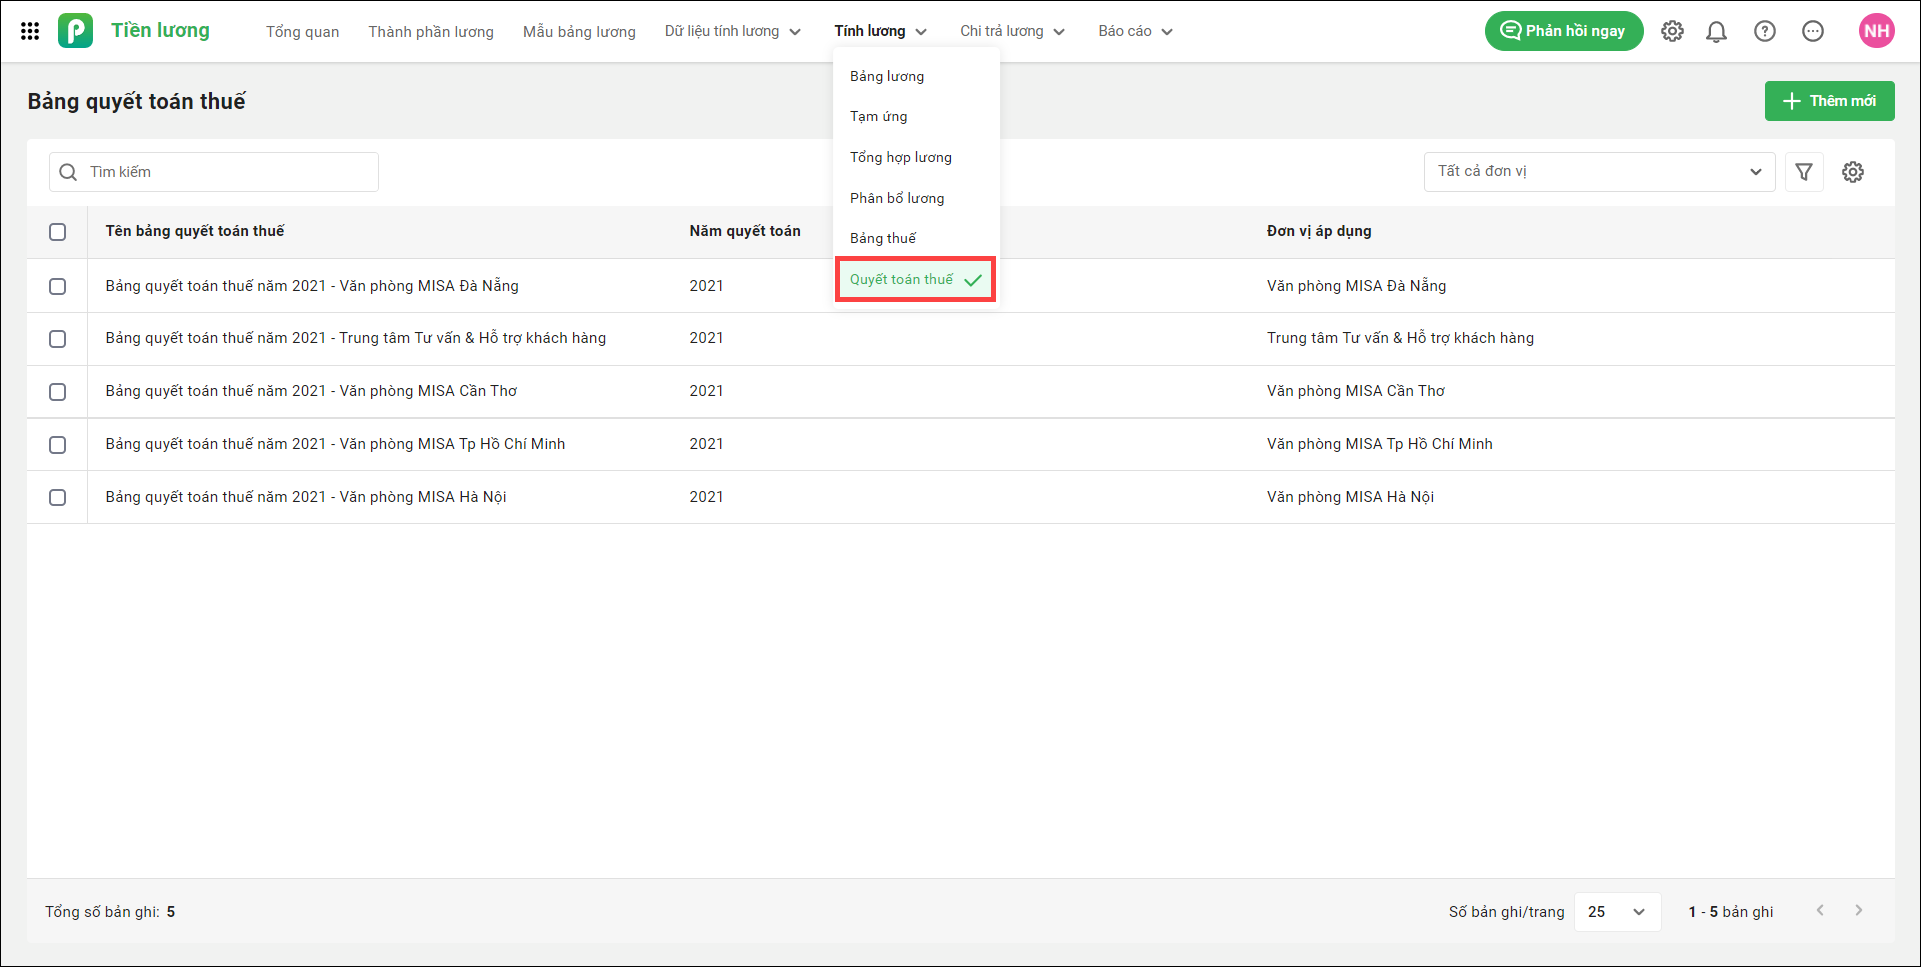 Tiền lương
Tổng quan
Thành phần lương
Mẫu bảng lương
Dữ liệu tính lương
Tính lương
Chi trả lương
Báo cáo
Phản hồi ngay
NH
Bảng lương
Tạm ứng
Tổng hợp lương
Phân bổ lương
Bảng thuế
Quyết toán thuế
Bảng quyết toán thuế
Thêm mới
Tìm kiếm
Tất cả đơn vị
Tên bảng quyết toán thuế Năm quyết toán Đơn vị áp dụng
Bảng quyết toán thuế năm 2021 - Văn phòng MISA Đà Nẵng 2021 Văn phòng MISA Đà Nẵng
Bảng quyết toán thuế năm 2021 - Trung tâm Tư vấn & Hỗ trợ khách hàng 2021 Trung tâm Tư vấn & Hỗ trợ khách hàng
Bảng quyết toán thuế năm 2021 - Văn phòng MISA Cần Thơ 2021 Văn phòng MISA Cần Thơ
Bảng quyết toán thuế năm 2021 - Văn phòng MISA Tp Hồ Chí Minh 2021 Văn phòng MISA Tp Hồ Chí Minh
Bảng quyết toán thuế năm 2021 - Văn phòng MISA Hà Nội 2021 Văn phòng MISA Hà Nội
Tổng số bản ghi: 5
Số bản ghi/trang 25 1 - 5 bản ghi